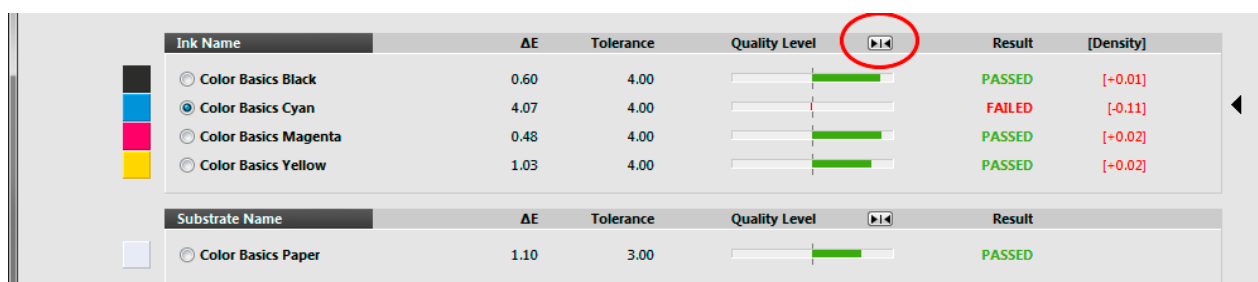 Ink Name ΔE Tolerance Quality Level Result [Density]
Color Basics Black 0.60 4.00 PASSED [+0.01]
Color Basics Cyan 4.07 4.00 FAILED [-0.11]
Color Basics Magenta 0.48 4.00 PASSED [+0.02]
Color Basics Yellow 1.03 4.00 PASSED [+0.02]
Substrate Name ΔE Tolerance Quality Level Result
Color Basics Paper 1.10 3.00 PASSED